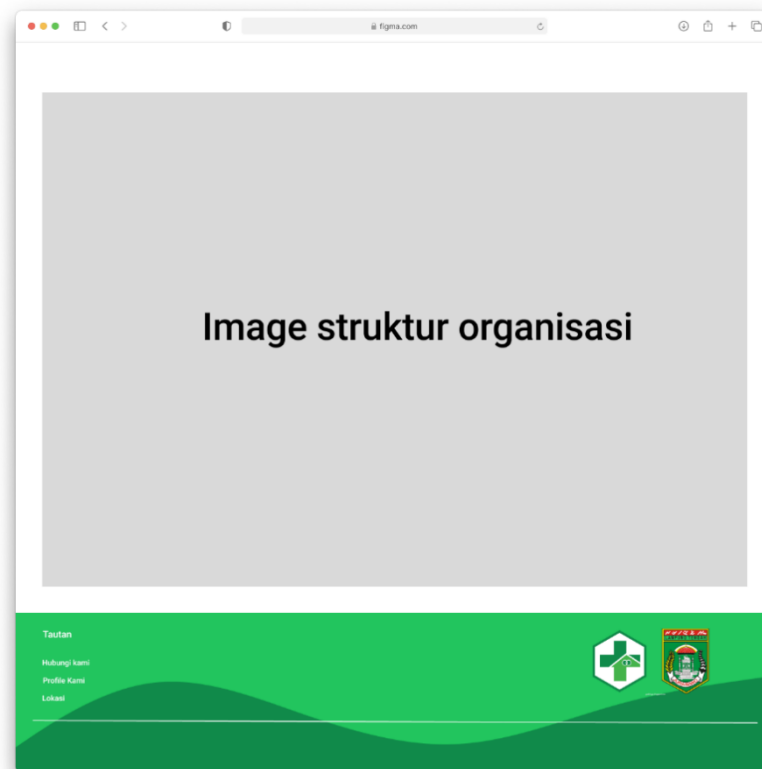 figma.com
Image struktur organisasi
Tautan
Hubungi kami
Profile Kami
Lokasi